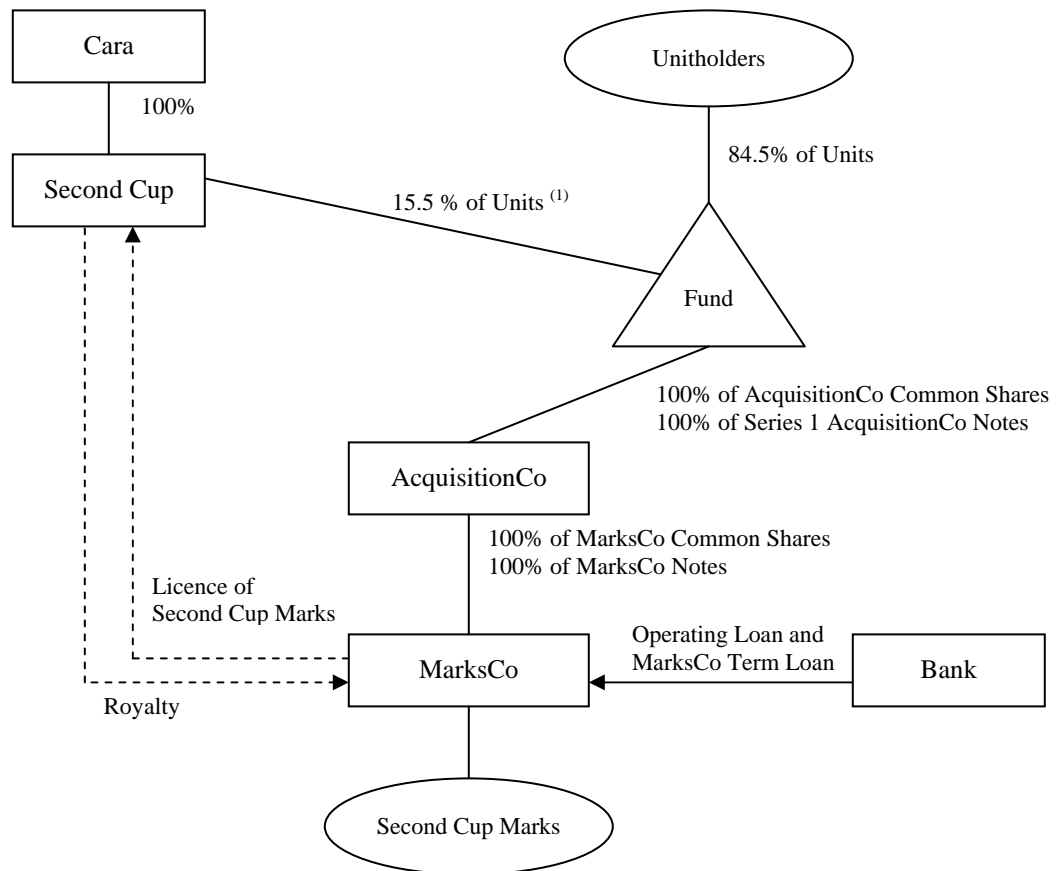 Cara
Unitholders
100%
84.5% of Units
Second Cup
15.5 % of Units (1)
Fund
100% of AcquisitionCo Common Shares
100% of Series 1 AcquisitionCo Notes
AcquisitionCo
100% of MarksCo Common Shares
100% of MarksCo Notes
Licence of
Second Cup Marks
Operating Loan and
MarksCo Term Loan
MarksCo
Bank
Royalty
Second Cup Marks